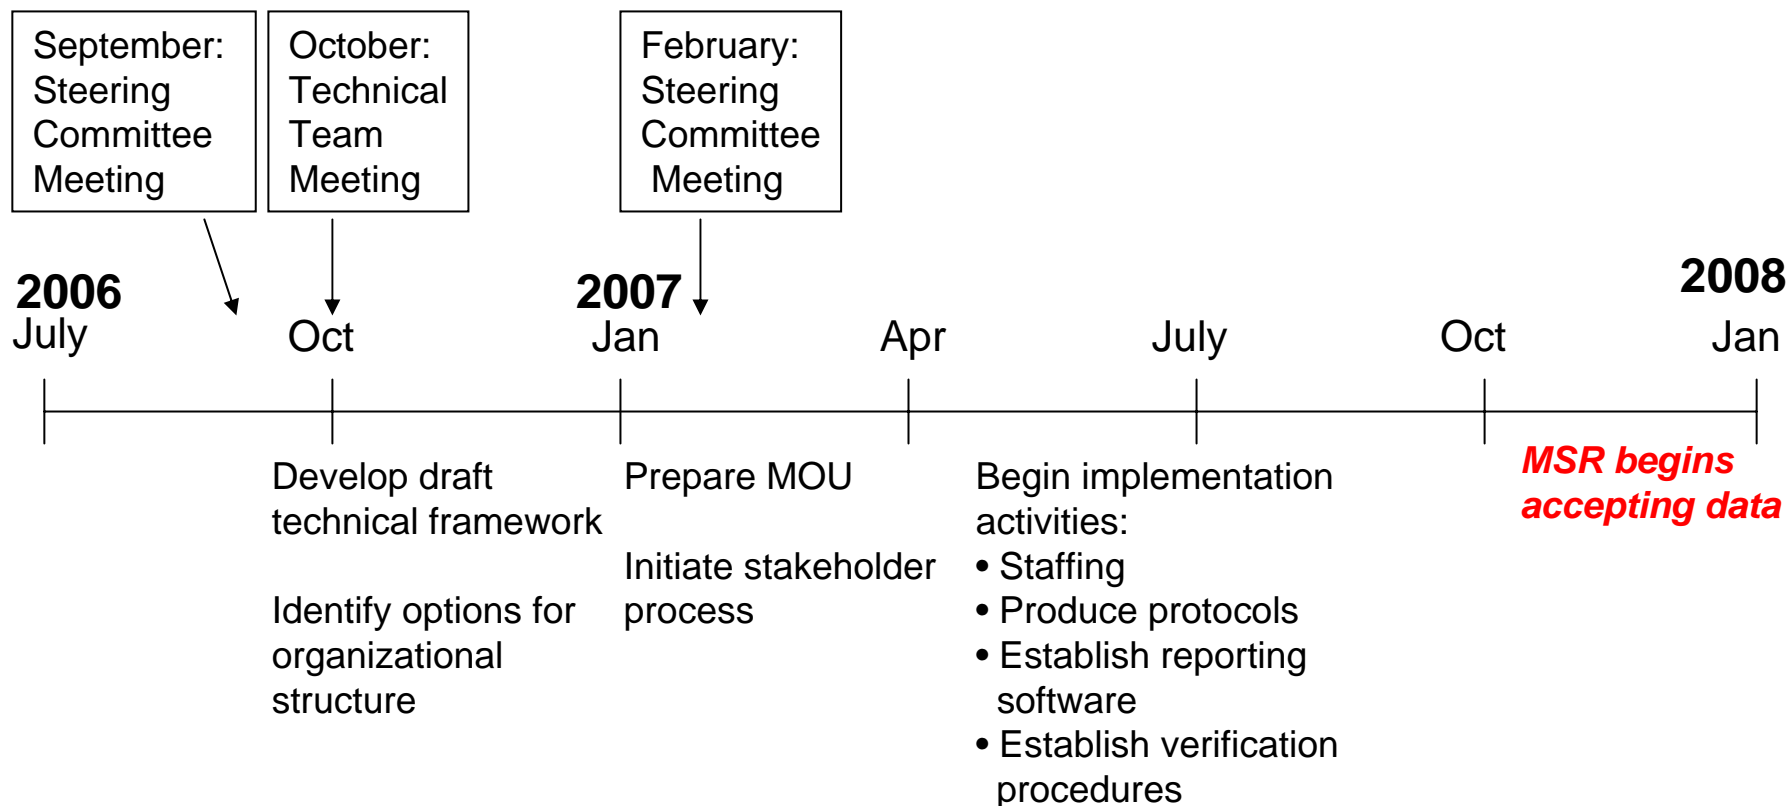 September:
Steering
Committee
Meeting
October:
Technical
Team
Meeting
February:
Steering
Committee
Meeting
2006
2007
2008
July
Oct
Jan
Apr
July
Oct
Jan
Develop draft
technical framework
Identify options for
organizational
structure
Prepare MOU
Initiate stakeholder
process
Begin implementation
activities:
• Staffing
• Produce protocols
• Establish reporting
software
• Establish verification
procedures
MSR begins
accepting data